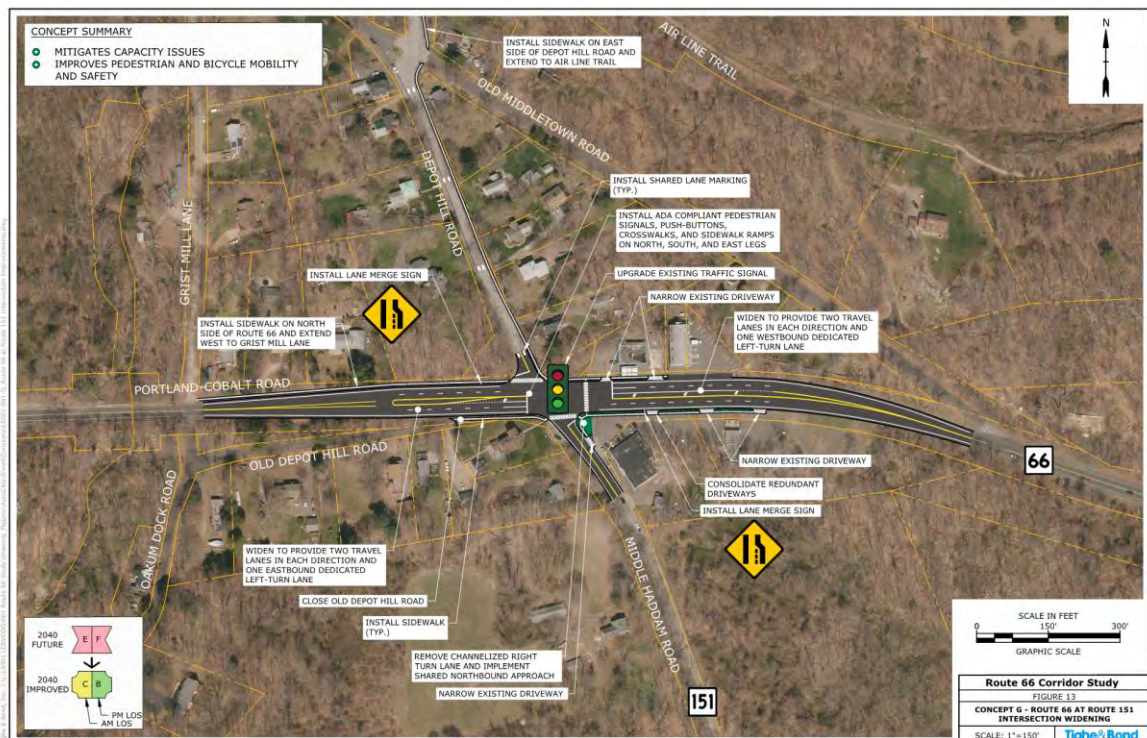 CONCEPT SUMMARY
MITIGATES CAPACITY ISSUES
IMPROVES PEDESTRIAN AND BICYCLE MOBILITY
AND SAFETY
INSTALL SIDEWALK ON EAST
SIDE OF DEPOT HILL ROAD AND
EXTEND TO AIR LINE TRAIL
AIR LINE TRAIL
N
OLD MIDDLETOWN ROAD
DEPOT HILL ROAD
GRIST MILL LANE
INSTALL SHARED LANE MARKING
(TYP.)
INSTALL ADA COMPLIANT PEDESTRIAN
SIGNALS, PUSH-BUTTONS,
CROSSWALKS, AND SIDEWALK RAMPS
ON NORTH, SOUTH, AND EAST LEGS
INSTALL LANE MERGE SIGN
UPGRADE EXISTING TRAFFIC SIGNAL
NARROW EXISTING DRIVEWAY
INSTALL SIDEWALK ON NORTH
SIDE OF ROUTE 66 AND EXTEND
WEST TO GRIST MILL LANE
WIDEN TO PROVIDE TWO TRAVEL
LANES IN EACH DIRECTION AND
ONE WESTBOUND DEDICATED
LEFT-TURN LANE
PORTLAND-COBALT ROAD
OLD DEPOT HILL ROAD
OAKUM DOCK ROAD
NARROW EXISTING DRIVEWAY
66
CONSOLIDATE REDUNDANT
DRIVEWAYS
INSTALL LANE MERGE SIGN
WIDEN TO PROVIDE TWO TRAVEL
LANES IN EACH DIRECTION AND
ONE EASTBOUND DEDICATED
LEFT-TURN LANE
CLOSE OLD DEPOT HILL ROAD
INSTALL SIDEWALK
(TYP.)
MIDDLE HADDAM ROAD
REMOVE CHANNELIZED RIGHT
TURN LANE AND IMPLEMENT
SHARED NORTHBOUND APPROACH
NARROW EXISTING DRIVEWAY
151
2040
FUTURE
E F
2040
IMPROVED
C B
PM LOS
AM LOS
SCALE IN FEET
0 150' 300'
GRAPHIC SCALE
Route 66 Corridor Study
FIGURE 13
CONCEPT G - ROUTE 66 AT ROUTE 151
INTERSECTION WIDENING
SCALE: 1"=150'
Tighe&Bond